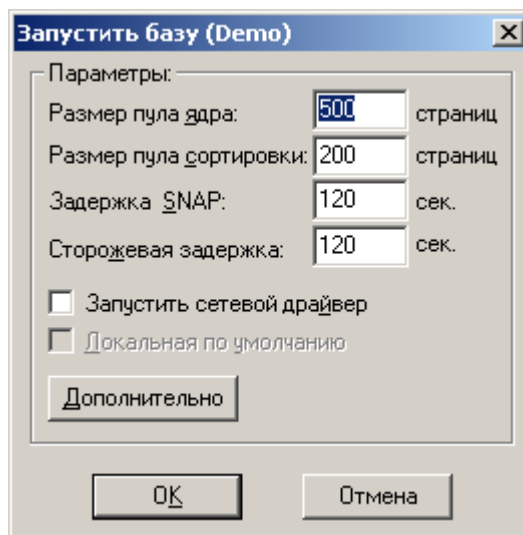 Запустить базу (Demo)
Параметры:
Размер пула ядра: 500 страниц
Размер пула сортировки: 200 страниц
Задержка SNAP: 120 сек.
Сторожевая задержка: 120 сек.
Запустить сетевой драйвер
Локальная по умолчанию
Дополнительно
OK Отмена